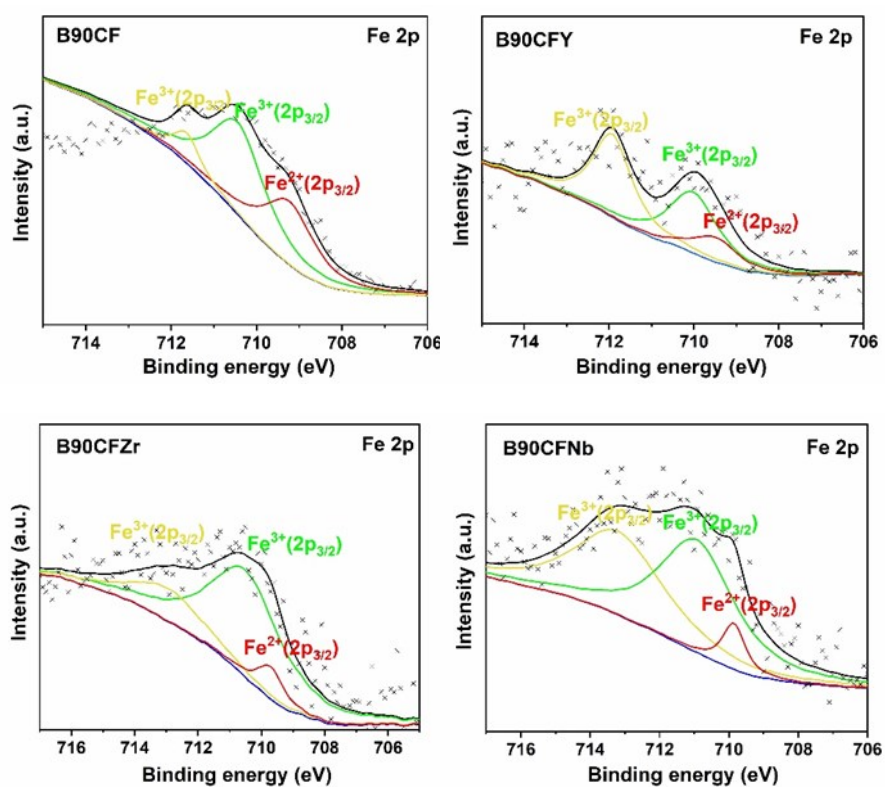 B90CF Fe 2p
Fe³⁺(2p₃/₂)
Fe³⁺(2p₃/₂)
Fe²⁺(2p₃/₂)
Intensity (a.u.)
714 712 710 708 706
Binding energy (eV)
B90CFY Fe 2p
Fe³⁺(2p₃/₂)
Fe³⁺(2p₃/₂)
Fe²⁺(2p₃/₂)
Intensity (a.u.)
714 712 710 708 706
Binding energy (eV)
B90CFZr Fe 2p
Fe³⁺(2p₃/₂)
Fe³⁺(2p₃/₂)
Fe²⁺(2p₃/₂)
Intensity (a.u.)
716 714 712 710 708 706
Binding energy (eV)
B90CFNb Fe 2p
Fe³⁺(2p₃/₂)
Fe³⁺(2p₃/₂)
Fe²⁺(2p₃/₂)
Intensity (a.u.)
716 714 712 710 708 706
Binding energy (eV)